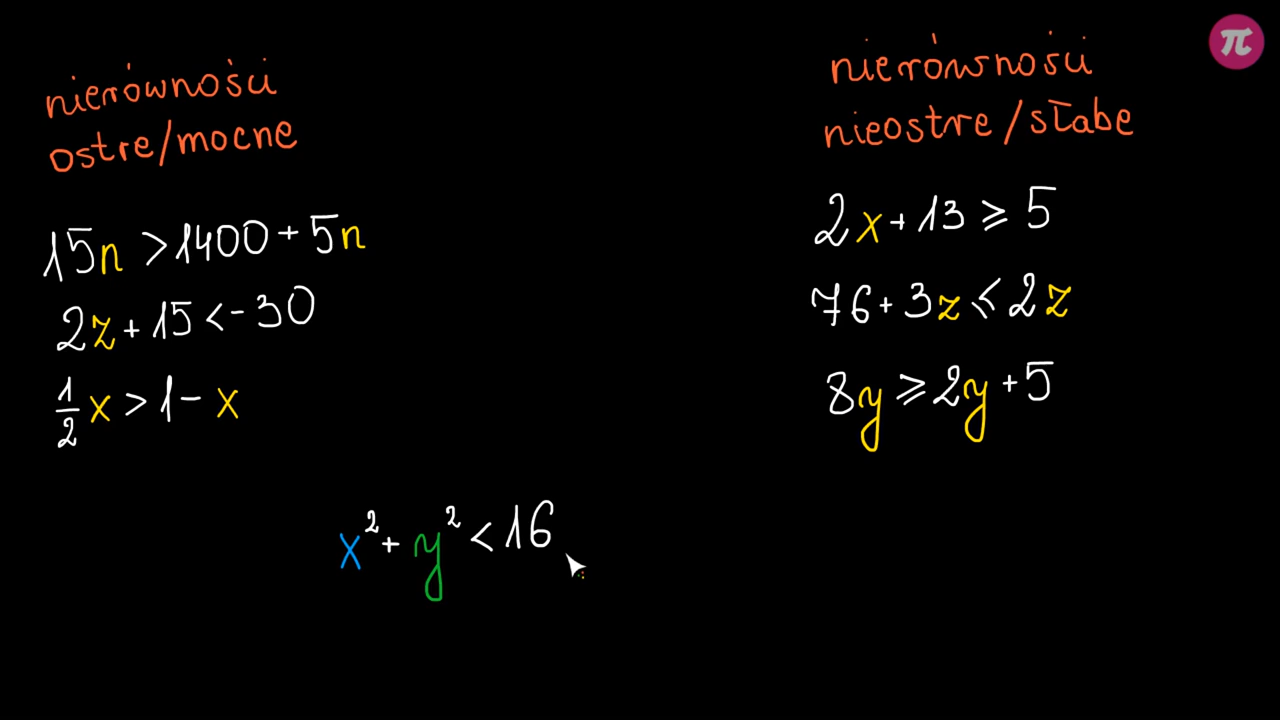 nierówności
ostre/mocne
15n > 1400 + 5n
2z + 15 < -30
1/2 x > 1 - x
nierówności
nieostre/słabe
2x + 13 ⩾ 5
76 + 3z ⩽ 2z
8y ⩾ 2y + 5
x² + y² < 16
π